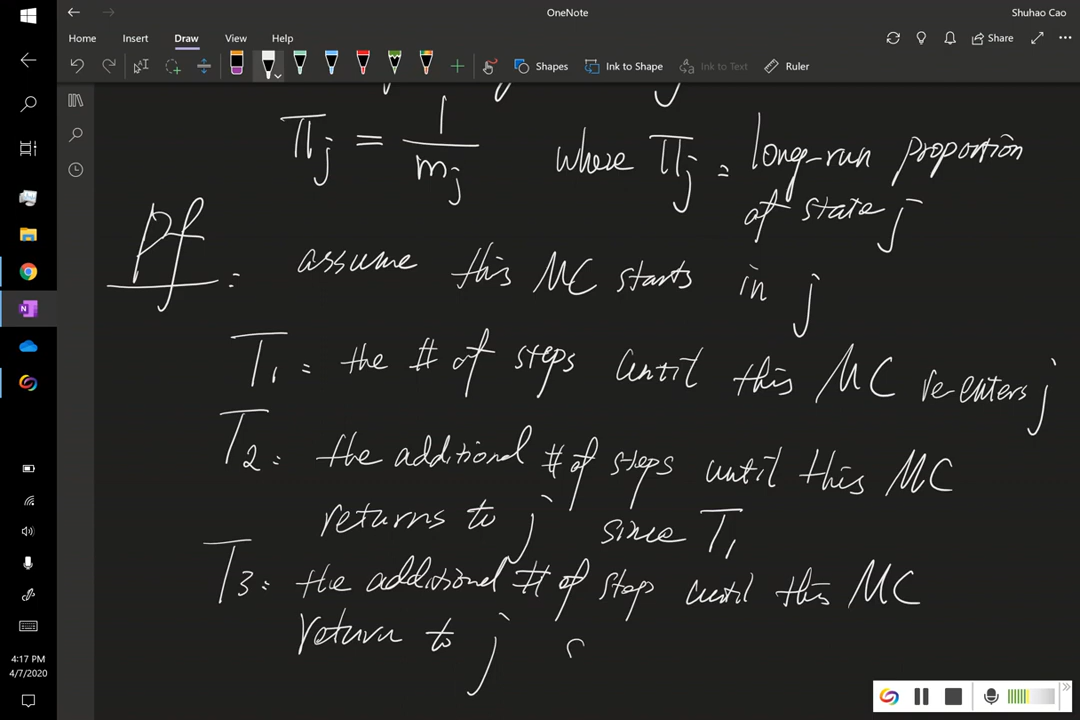 OneNote
Shuhao Cao
Home Insert Draw View Help
Share
Shapes
Ink to Shape
Ink to Text
Ruler
πj = 1/mj where πj = long-run proportion
of state j
Pf: assume this MC starts in j
T1 = the # of steps until this MC re-enters j
T2 = the additional # of steps until this MC
returns to j since T1
T3 = the additional # of step until this MC
return to j
4:17 PM
4/7/2020